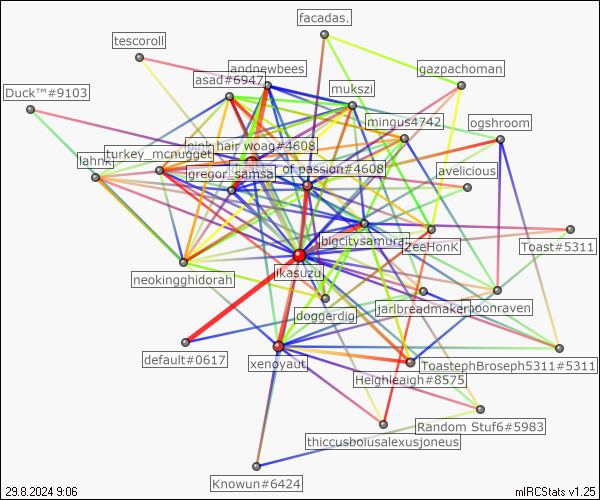 facadas.
tescoroll
andnewbees
gazpachoman
asad#6947
mukszi
Duck™#9103
mingus4742
ogshroom
pink hair woag#4608
lahnk
turkey_mcnugget
of passion#4608
gregor_samsa
avelicious
bigcitysamurai
ZeeHonK
Toast#5311
ikasuzu
neokingghidorah
doggerdig
jarlbreadmaker
moonraven
default#0617
xenoyaut
ToastephBroseph5311#5311
Heighleaigh#8575
Random Stuf6#5983
thiccusboiusalexusjoneus
Knowun#6424
29.8.2024 9:06
mIRCStats v1.25